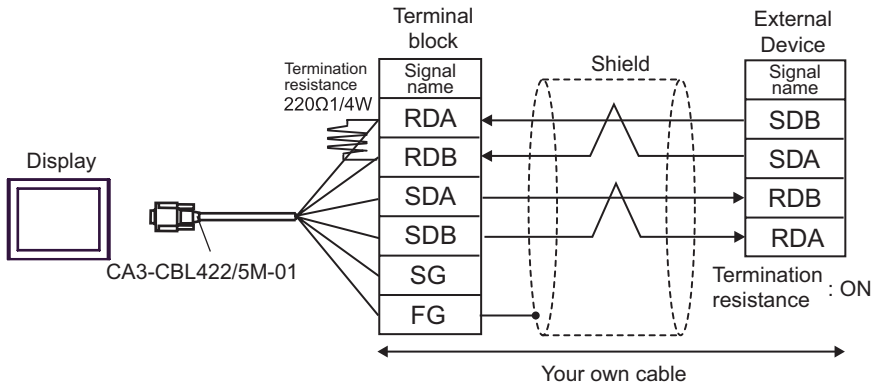 Terminal
block
External
Device
Shield
Termination
resistance
220Ω1/4W
Signal
name
Signal
name
RDA
SDB
RDB
SDA
Display
SDA
RDB
SDB
RDA
CA3-CBL422/5M-01
SG
Termination
resistance : ON
FG
Your own cable